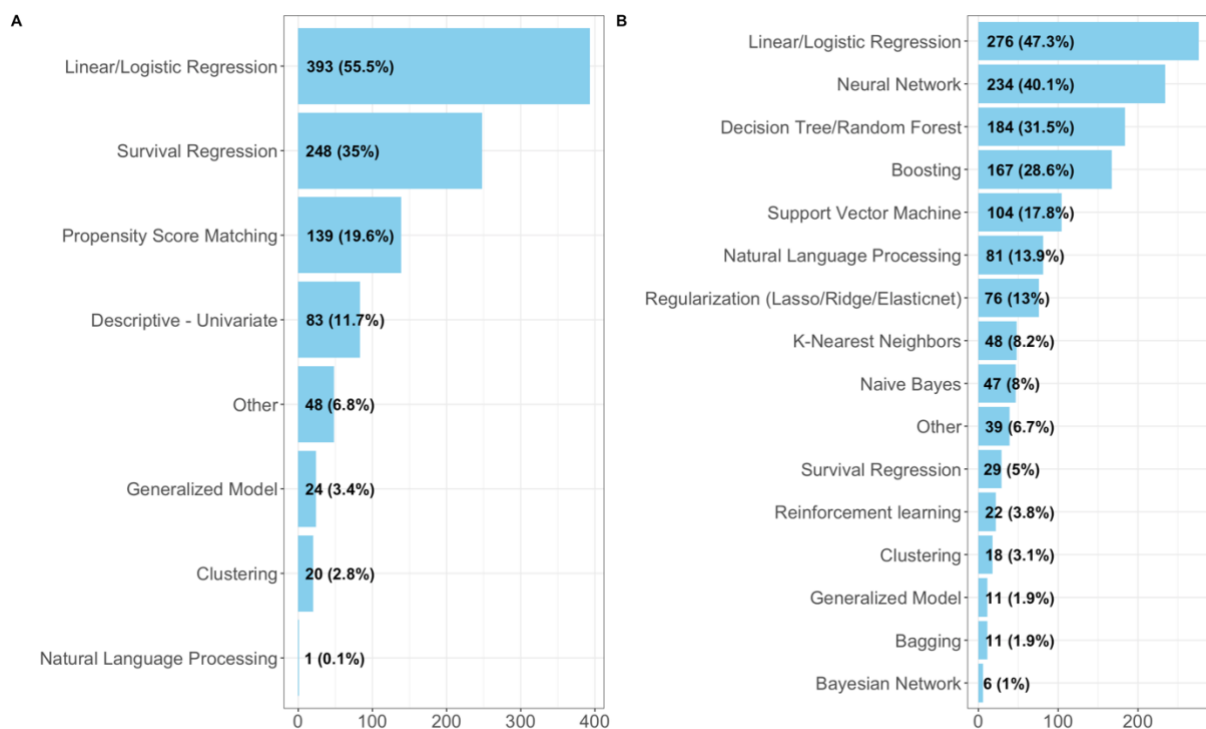 A
Linear/Logistic Regression 393 (55.5%)
Survival Regression 248 (35%)
Propensity Score Matching 139 (19.6%)
Descriptive - Univariate 83 (11.7%)
Other 48 (6.8%)
Generalized Model 24 (3.4%)
Clustering 20 (2.8%)
Natural Language Processing 1 (0.1%)
0 100 200 300 400
B
Linear/Logistic Regression 276 (47.3%)
Neural Network 234 (40.1%)
Decision Tree/Random Forest 184 (31.5%)
Boosting 167 (28.6%)
Support Vector Machine 104 (17.8%)
Natural Language Processing 81 (13.9%)
Regularization (Lasso/Ridge/Elasticnet) 76 (13%)
K-Nearest Neighbors 48 (8.2%)
Naive Bayes 47 (8%)
Other 39 (6.7%)
Survival Regression 29 (5%)
Reinforcement learning 22 (3.8%)
Clustering 18 (3.1%)
Generalized Model 11 (1.9%)
Bagging 11 (1.9%)
Bayesian Network 6 (1%)
0 100 200